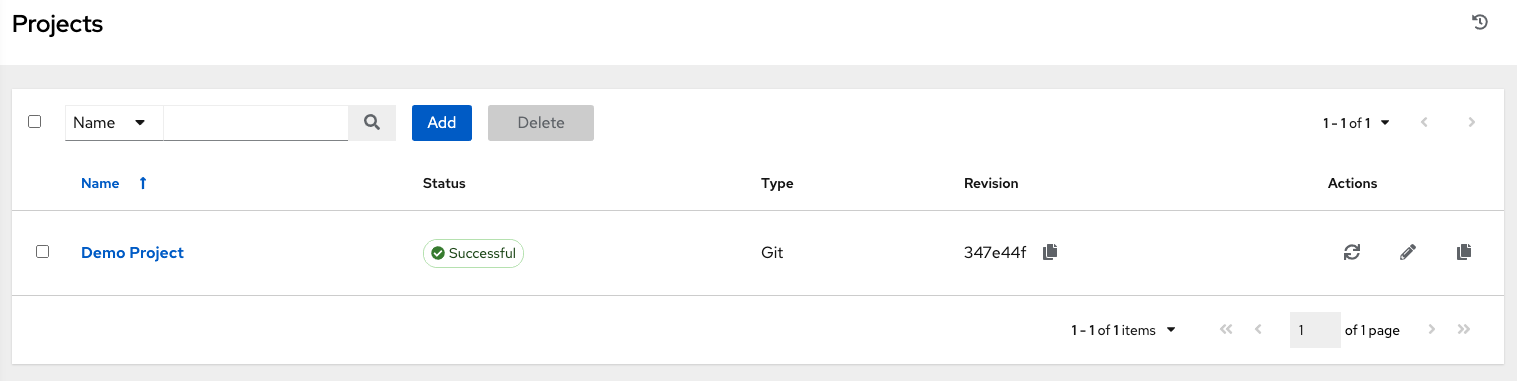 Projects
Name Add Delete 1 - 1 of 1
Name Status Type Revision Actions
Demo Project Successful Git 347e44f
1 - 1 of 1 items 1 of 1 page